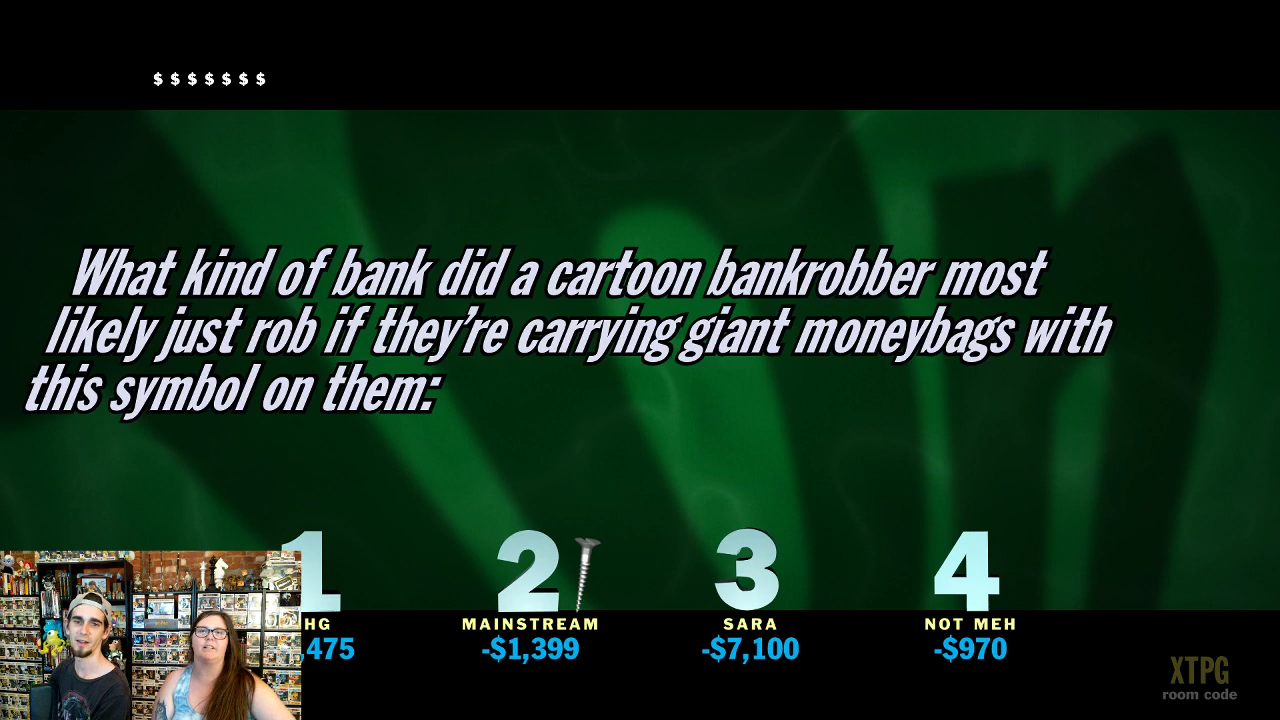 $ $ $ $ $ $ $
What kind of bank did a cartoon bankrobber most
likely just rob if they're carrying giant moneybags with
this symbol on them:
1 2 3 4
HG MAINSTREAM SARA NOT MEH
,475 -$1,399 -$7,100 -$970
XTPG
room code